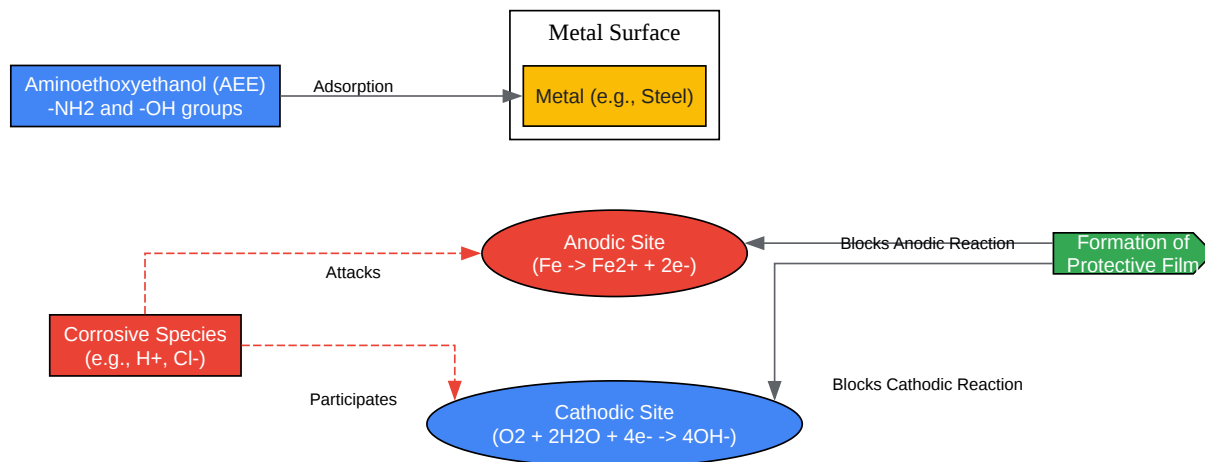 Metal Surface
Aminoethoxyethanol (AEE)
-NH2 and -OH groups
Adsorption
Metal (e.g., Steel)
Anodic Site
(Fe -> Fe2+ + 2e-)
Blocks Anodic Reaction
Formation of
Protective Film
Attacks
Corrosive Species
(e.g., H+, Cl-)
Participates
Blocks Cathodic Reaction
Cathodic Site
(O2 + 2H2O + 4e- -> 4OH-)